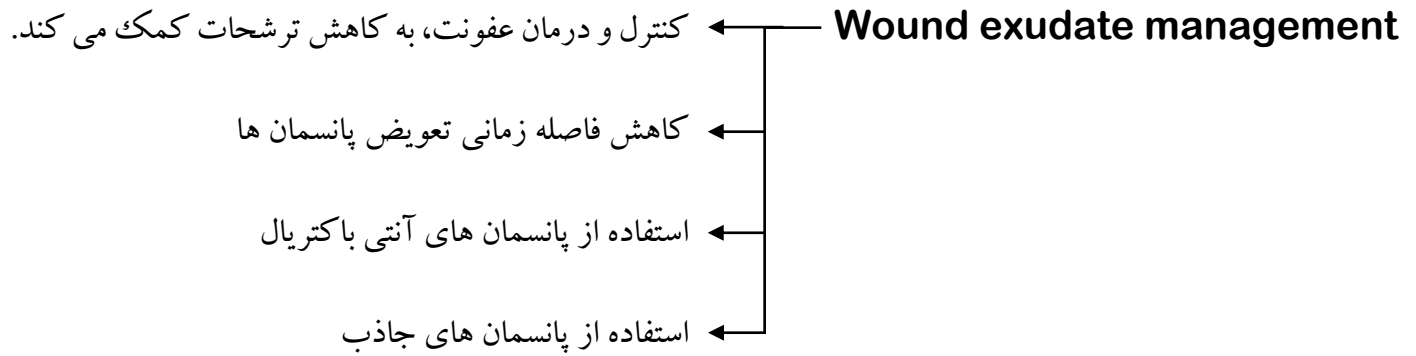 Wound exudate management
کنترل و درمان عفونت، به کاهش ترشحات کمک می کند.
کاهش فاصله زمانی تعویض پانسمان ها
استفاده از پانسمان های آنتی باکتریال
استفاده از پانسمان های جاذب